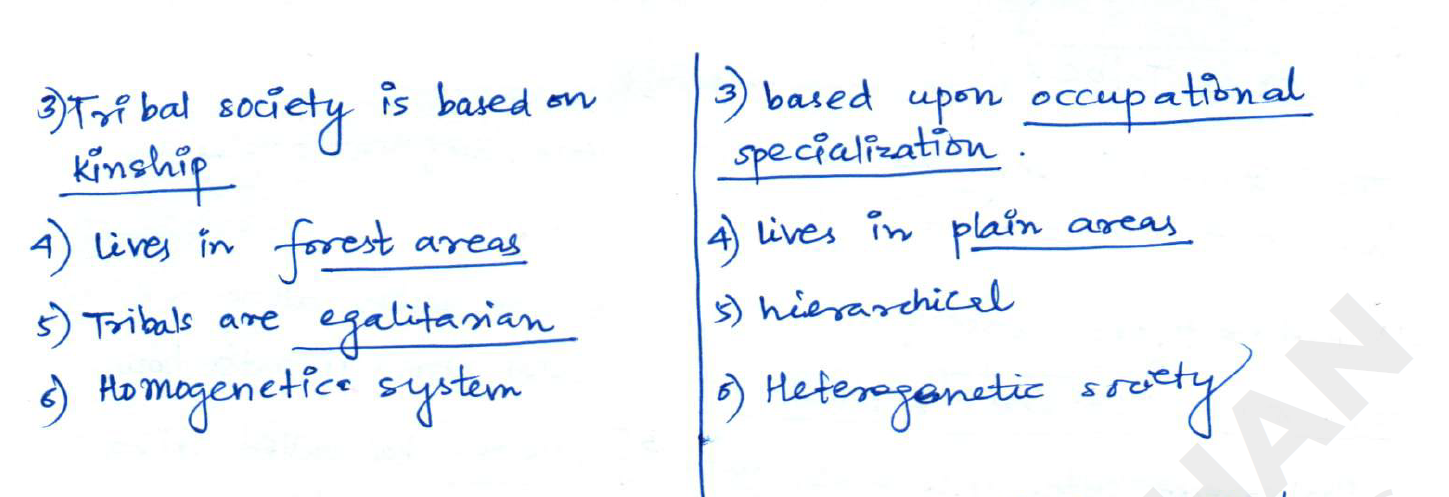 3) Tribal society is based on
kinship
4) lives in forest areas
5) Tribals are egalitarian
6) Homogenetic system
3) based upon occupational
specialization.
4) lives in plain areas
5) hierarchical
6) Heterogenetic society
HAN